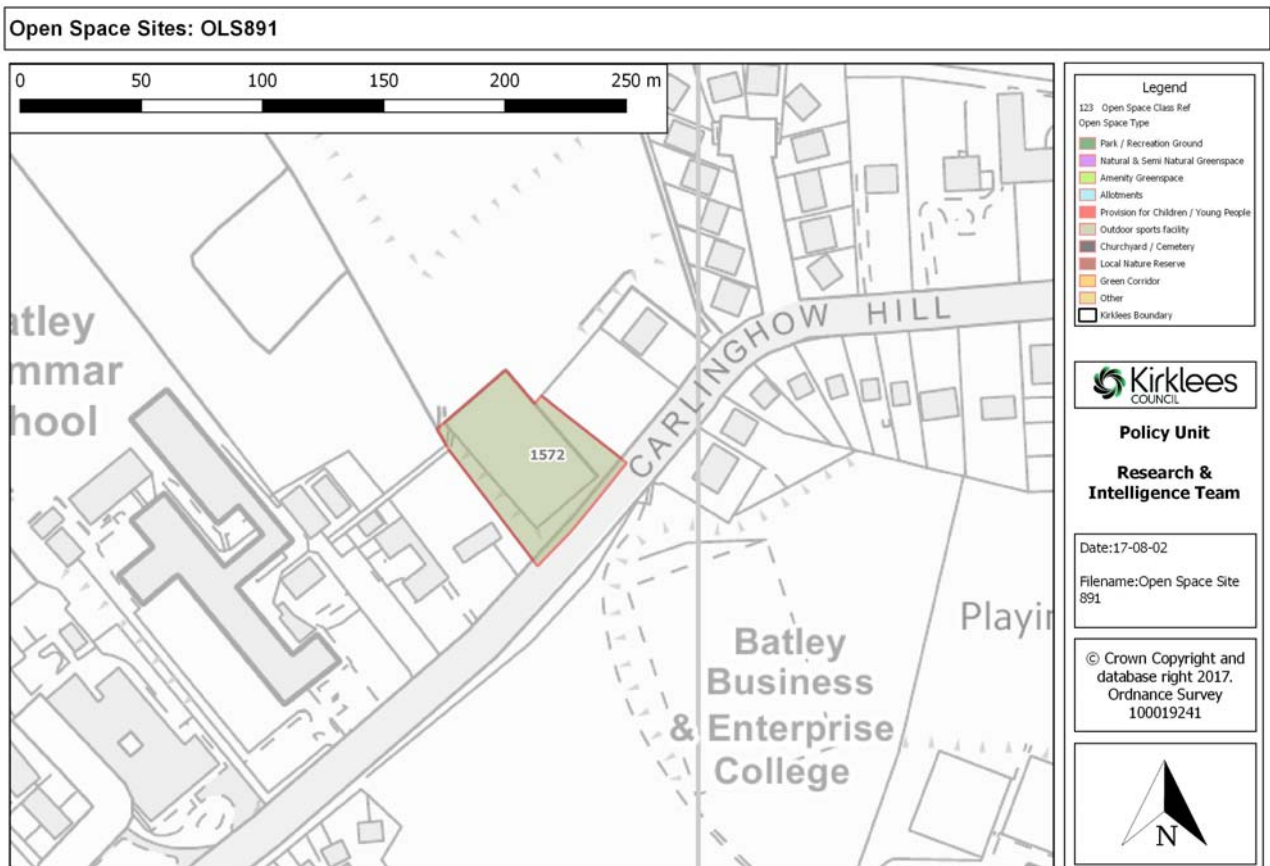 Open Space Sites: OLS891
0 50 100 150 200 250 m
Legend
123 Open Space Class Ref
Open Space Type
Park / Recreation Ground
Natural & Semi Natural Greenspace
Amenity Greenspace
Allotments
Provision for Children / Young People
Outdoor sports facility
Churchyard / Cemetery
Local Nature Reserve
Green Corridor
Other
Kirklees Boundary
Kirklees
COUNCIL
Policy Unit
Research &
Intelligence Team
Date:17-08-02
Filename:Open Space Site
891
© Crown Copyright and
database right 2017.
Ordnance Survey
100019241
N
atley
mmar
hool
1572
CARLINGHOW HILL
Batley
Business
& Enterprise
College
Playin